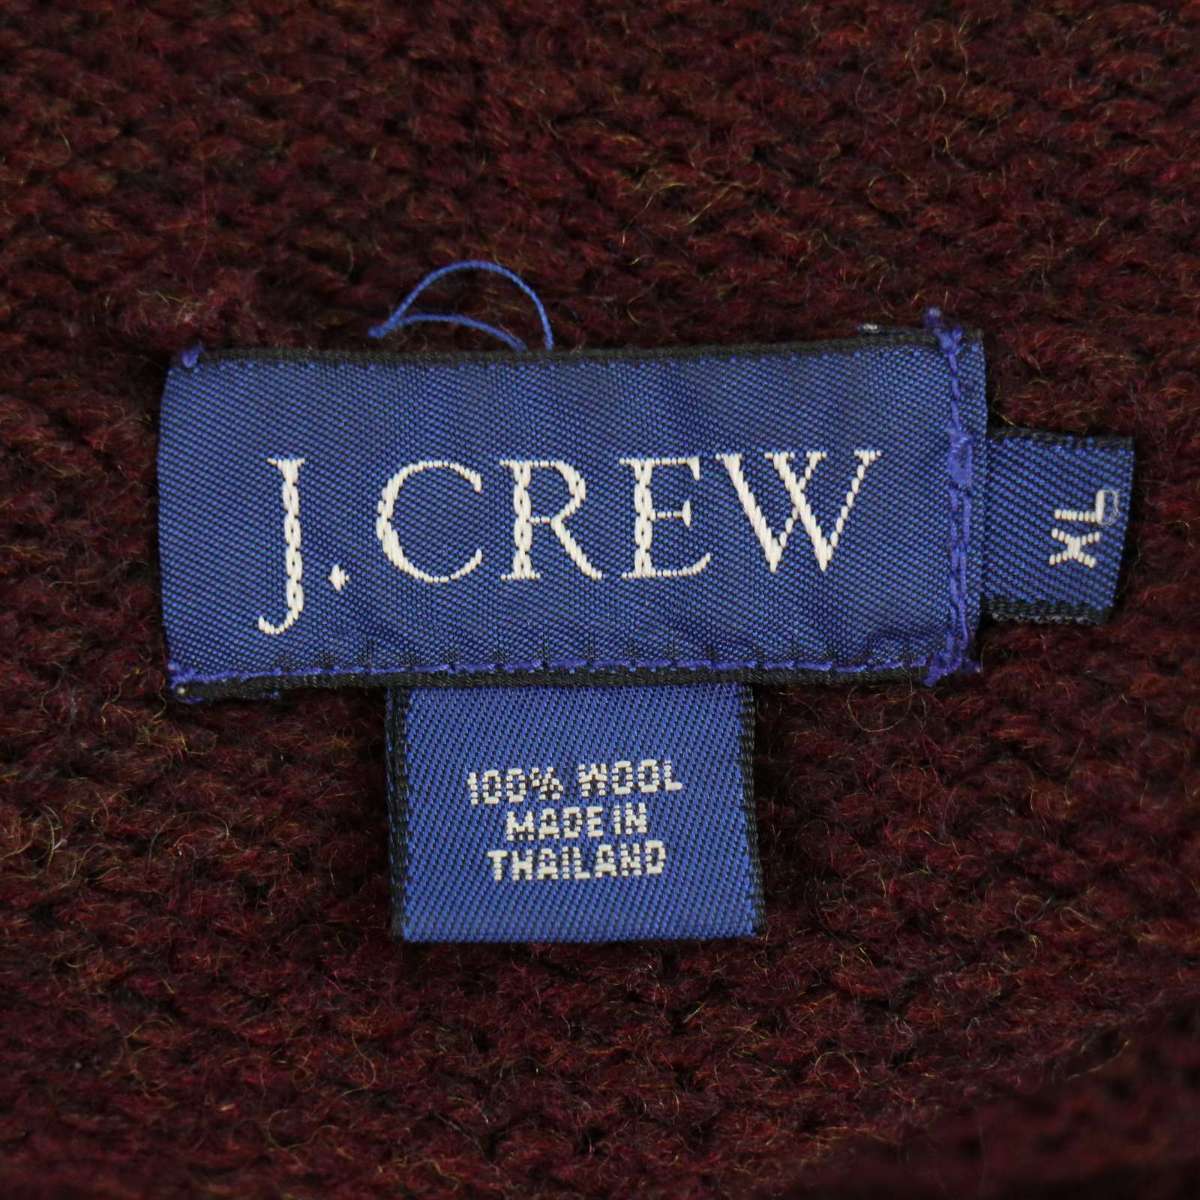 J.CREW
XL
100% WOOL
MADE IN
THAILAND